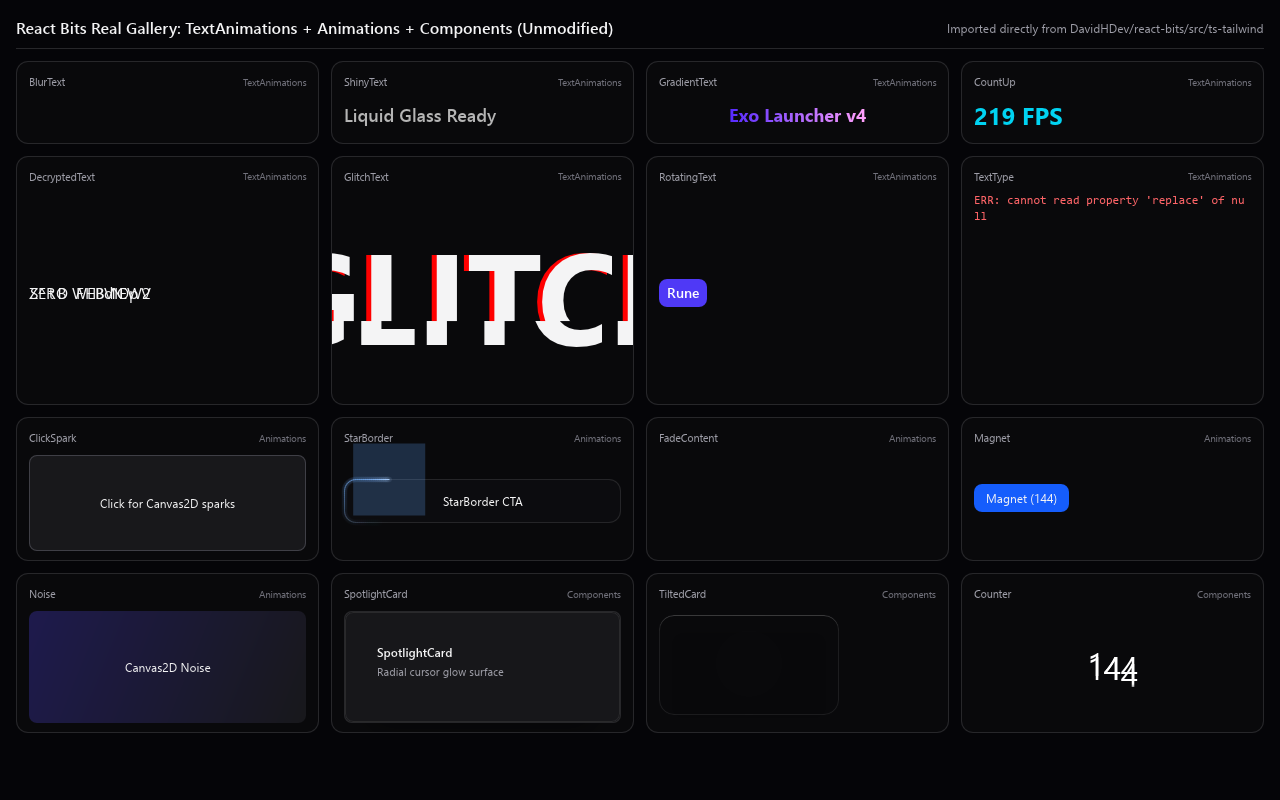 React Bits Real Gallery: TextAnimations + Animations + Components (Unmodified)
Imported directly from DavidHDev/react-bits/src/ts-tailwind
BlurText
TextAnimations
ShinyText
TextAnimations
Liquid Glass Ready
GradientText
TextAnimations
Exo Launcher v4
CountUp
TextAnimations
219 FPS
DecryptedText
TextAnimations
GlitchText
TextAnimations
GLITC
RotatingText
TextAnimations
Rune
TextType
TextAnimations
ERR: cannot read property 'replace' of nu
ll
ClickSpark
Animations
Click for Canvas2D sparks
StarBorder
Animations
StarBorder CTA
FadeContent
Animations
Magnet
Animations
Magnet (144)
Noise
Animations
Canvas2D Noise
SpotlightCard
Components
SpotlightCard
Radial cursor glow surface
TiltedCard
Components
Counter
Components
144